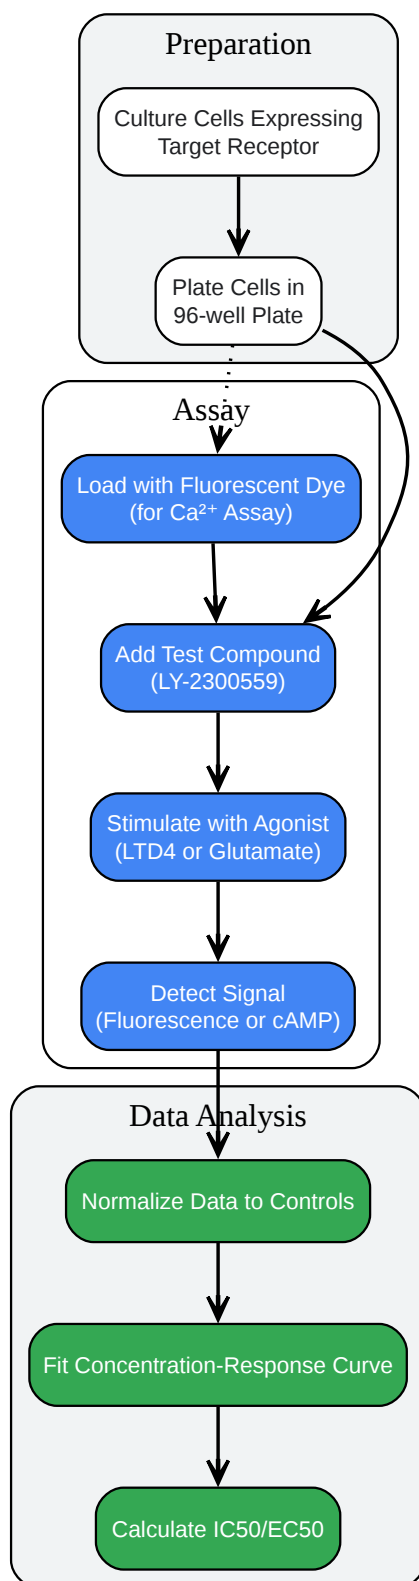 Preparation
Culture Cells Expressing
Target Receptor
Plate Cells in
96-well Plate
Assay
Load with Fluorescent Dye
(for Ca²⁺ Assay)
Add Test Compound
(LY-2300559)
Stimulate with Agonist
(LTD4 or Glutamate)
Detect Signal
(Fluorescence or cAMP)
Data Analysis
Normalize Data to Controls
Fit Concentration-Response Curve
Calculate IC50/EC50